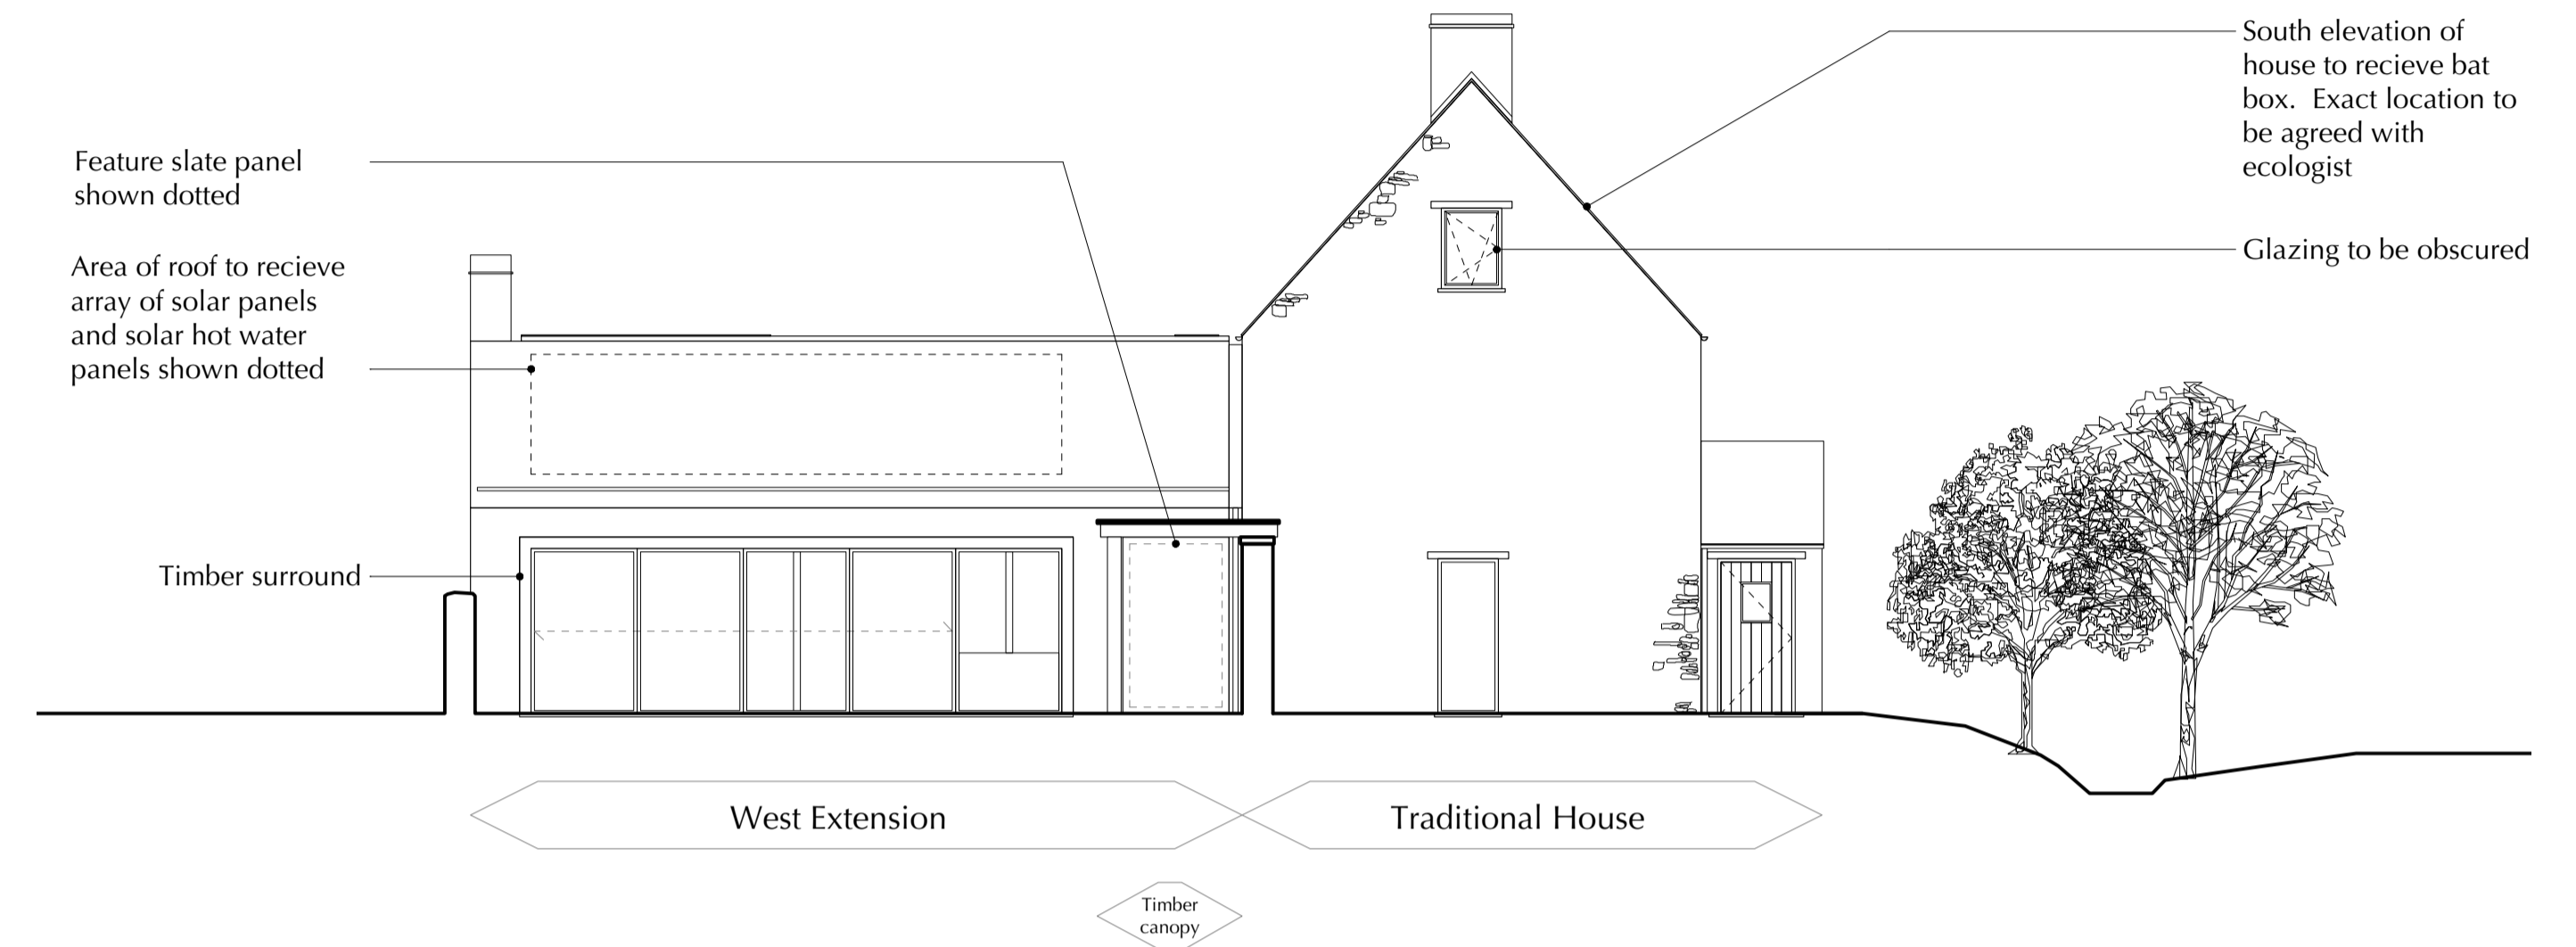 Feature slate panel
shown dotted
Area of roof to recieve
array of solar panels
and solar hot water
panels shown dotted
Timber surround
South elevation of
house to recieve bat
box.  Exact location to
be agreed with
ecologist
Glazing to be obscured
West Extension
Traditional House
Timber
canopy